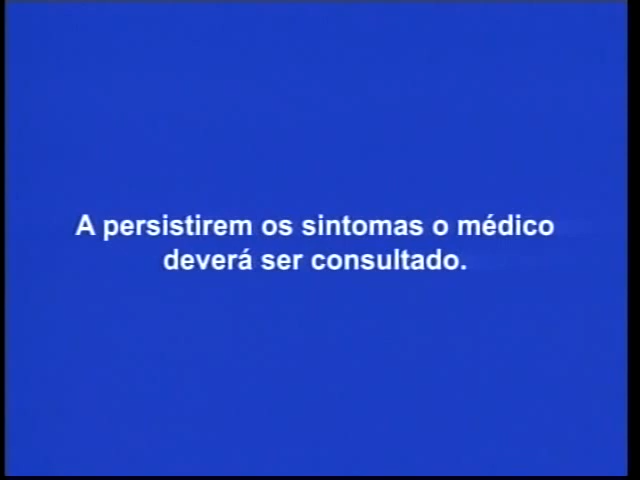 A persistirem os sintomas o médico
deverá ser consultado.